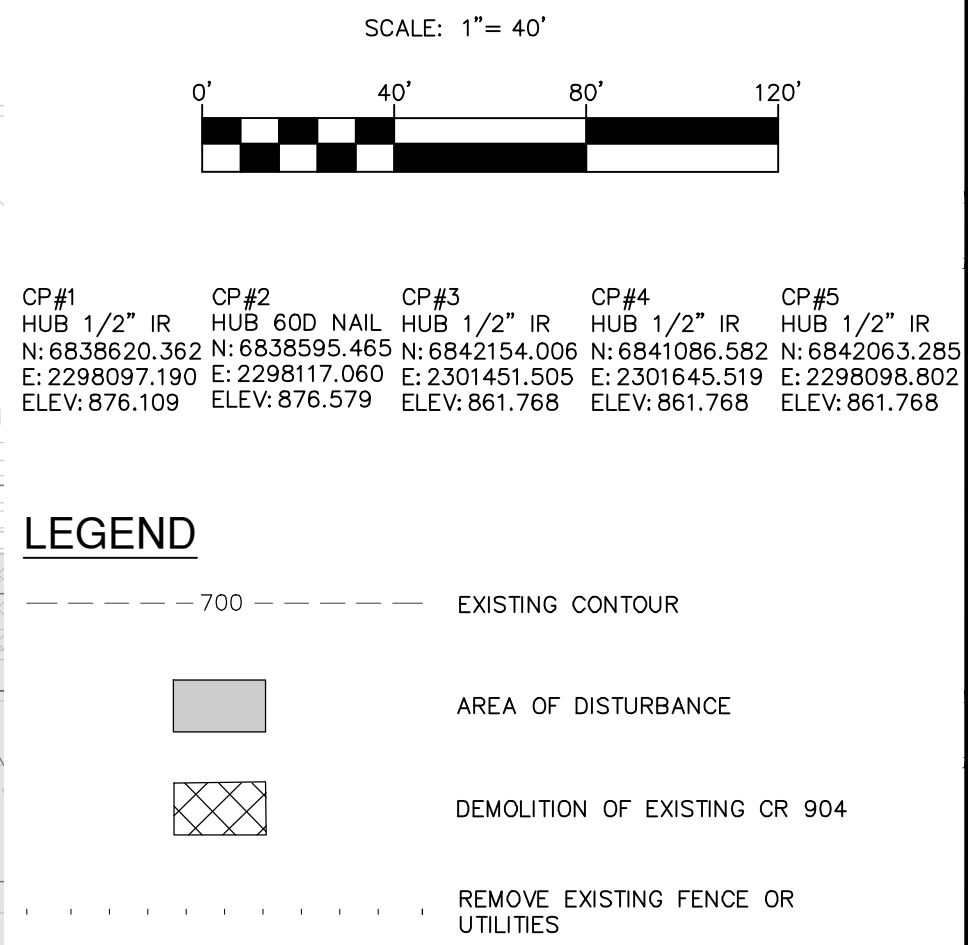 SCALE: 1"= 40'
0' 40' 80' 120'
CP#1
HUB 1/2" IR
N: 6838620.362
E: 2298097.190
ELEV: 876.109
CP#2
HUB 60D NAIL
N: 6838595.465
E: 2298117.060
ELEV: 876.579
CP#3
HUB 1/2" IR
N: 6842154.006
E: 2301451.505
ELEV: 861.768
CP#4
HUB 1/2" IR
N: 6841086.582
E: 2301645.519
ELEV: 861.768
CP#5
HUB 1/2" IR
N: 6842063.285
E: 2298098.802
ELEV: 861.768
LEGEND
700 EXISTING CONTOUR
AREA OF DISTURBANCE
DEMOLITION OF EXISTING CR 904
REMOVE EXISTING FENCE OR
UTILITIES